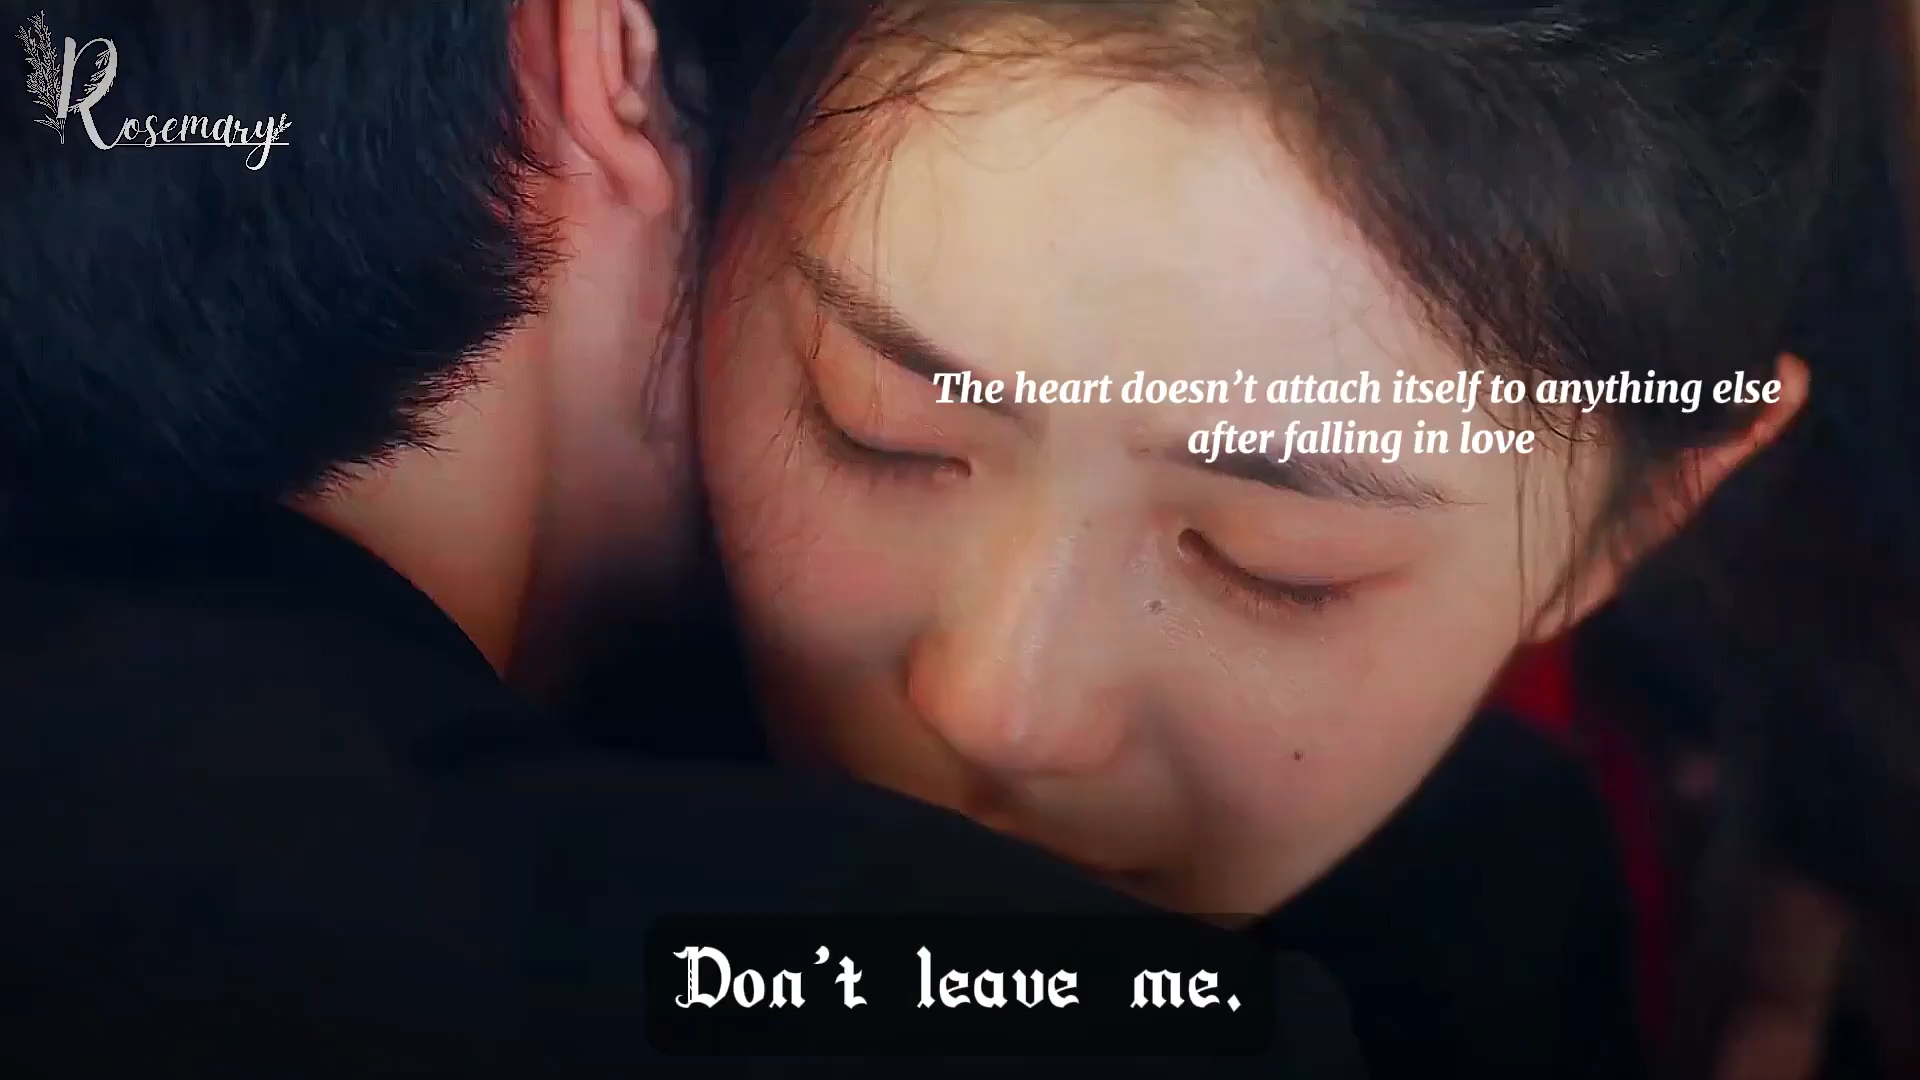 Rosemary
The heart doesn't attach itself to anything else
after falling in love
Don't leave me.